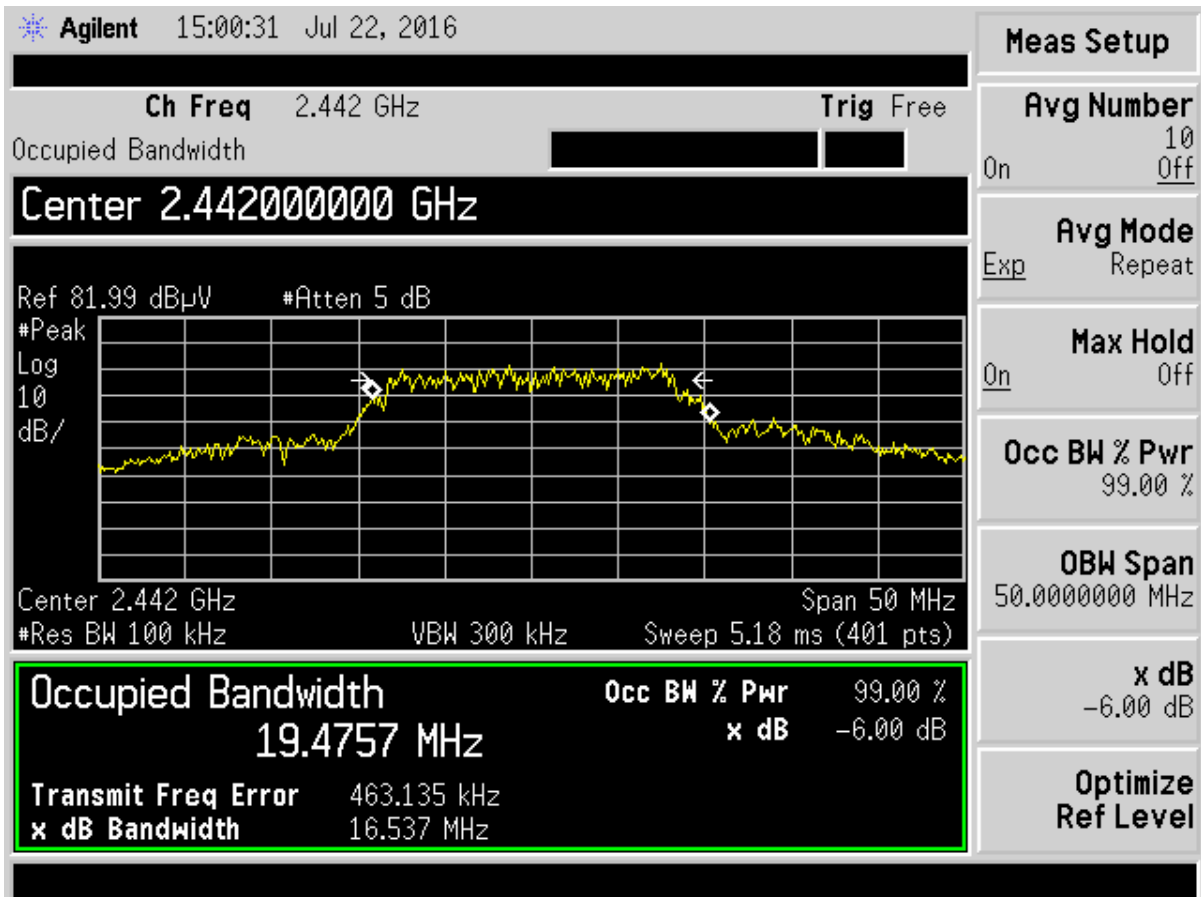 Agilent 15:00:31 Jul 22, 2016
Ch Freq 2.442 GHz Trig Free
Occupied Bandwidth
Center 2.442000000 GHz
Ref 81.99 dBµV #Atten 5 dB
#Peak
Log
10
dB/
Center 2.442 GHz Span 50 MHz
#Res BW 100 kHz VBW 300 kHz Sweep 5.18 ms (401 pts)
Occupied Bandwidth Occ BW % Pwr 99.00 %
19.4757 MHz x dB -6.00 dB
Transmit Freq Error 463.135 kHz
x dB Bandwidth 16.537 MHz
Meas Setup
Avg Number
10
On Off
Avg Mode
Exp Repeat
Max Hold
On Off
Occ BW % Pwr
99.00 %
OBW Span
50.0000000 MHz
x dB
-6.00 dB
Optimize
Ref Level